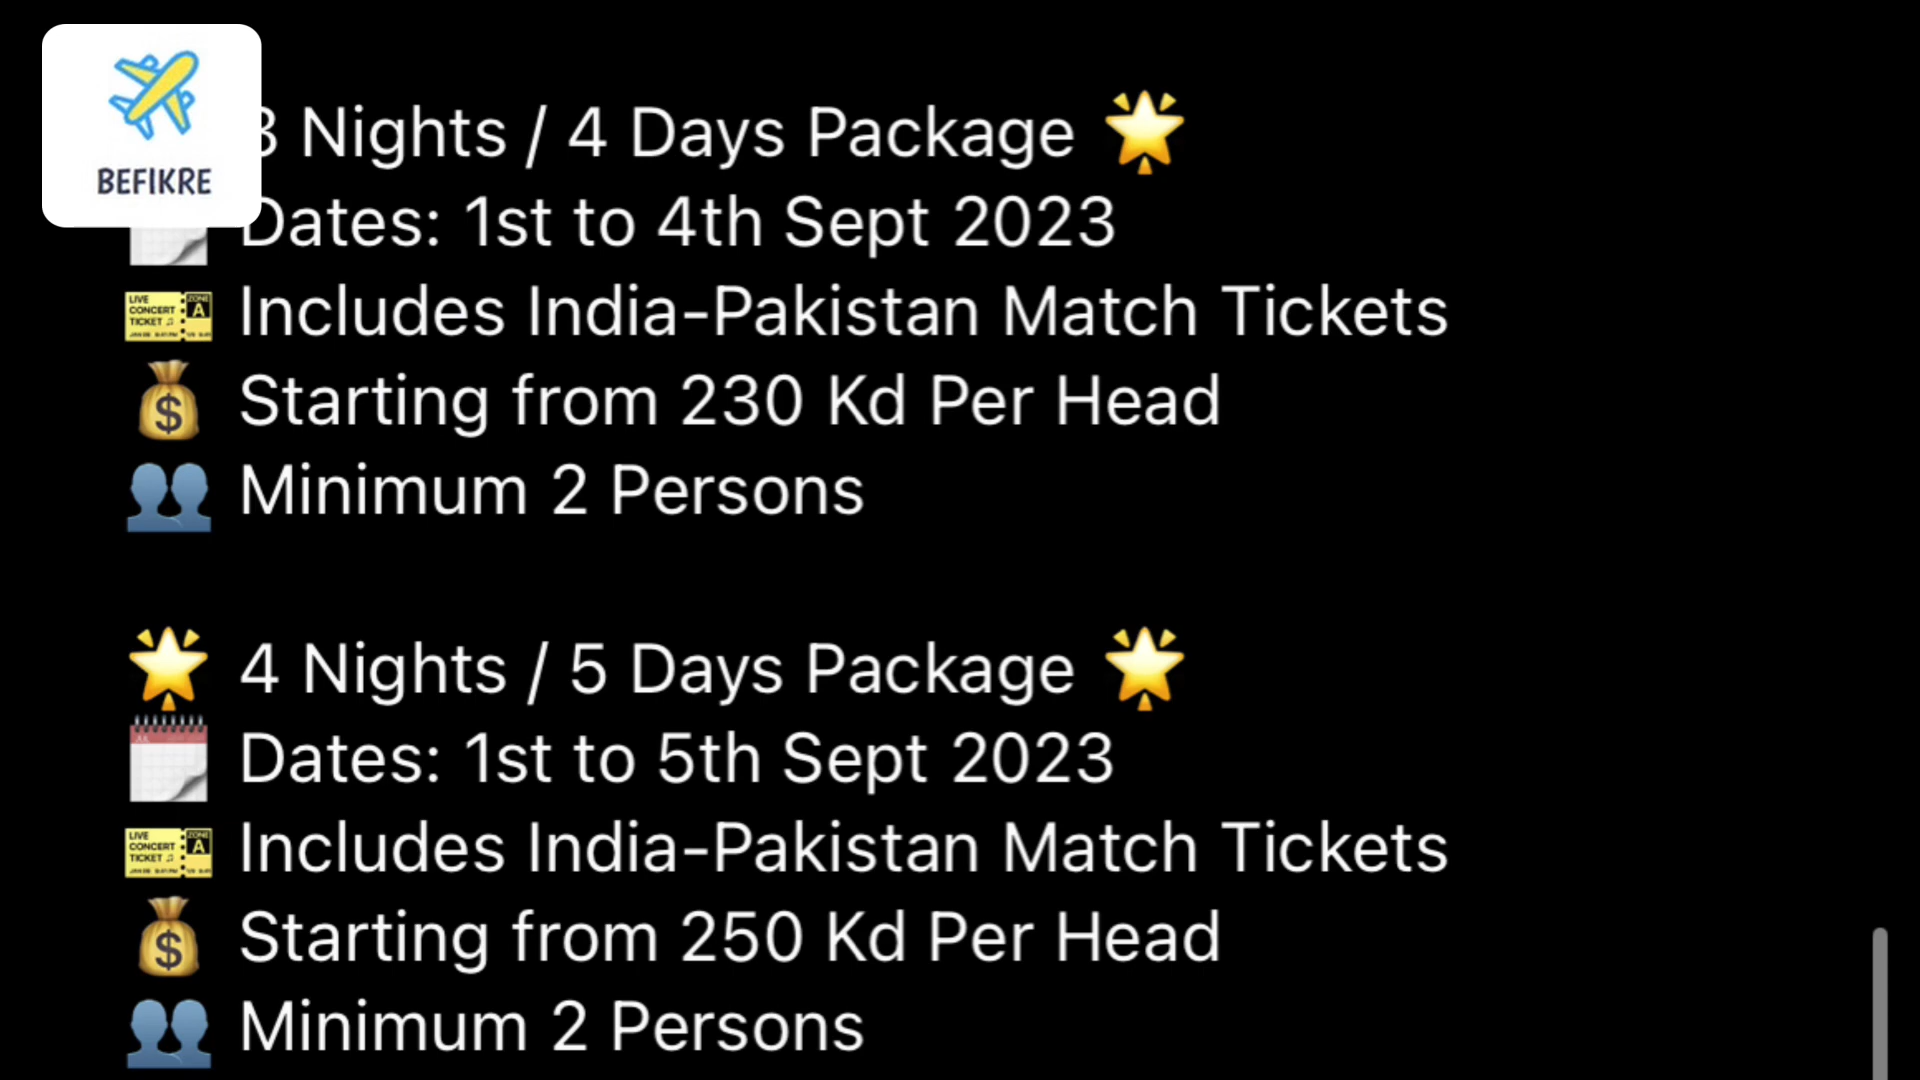 BEFIKRE
3 Nights / 4 Days Package 🌟
Dates: 1st to 4th Sept 2023
🎫 Includes India-Pakistan Match Tickets
💰 Starting from 230 Kd Per Head
👥 Minimum 2 Persons
🌟 4 Nights / 5 Days Package 🌟
🗓 Dates: 1st to 5th Sept 2023
🎫 Includes India-Pakistan Match Tickets
💰 Starting from 250 Kd Per Head
👥 Minimum 2 Persons